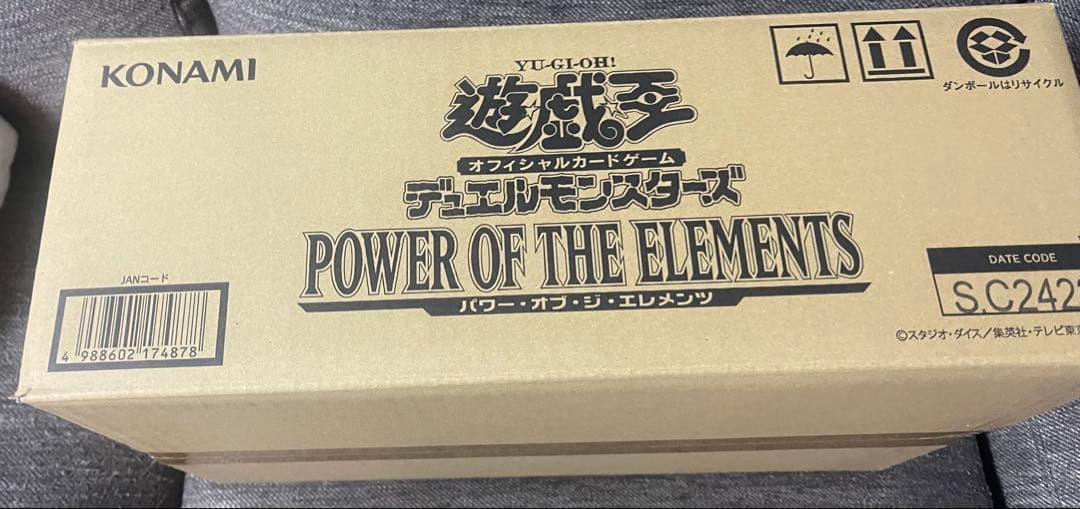 KONAMI
YU-GI-OH!
遊戯王
オフィシャルカードゲーム
デュエルモンスターズ
POWER OF THE ELEMENTS
パワー・オブ・ジ・エレメンツ
ダンボールはリサイクル
JANコード
4 988602 174878
DATE CODE
S.C242
©スタジオ・ダイス/集英社・テレビ東